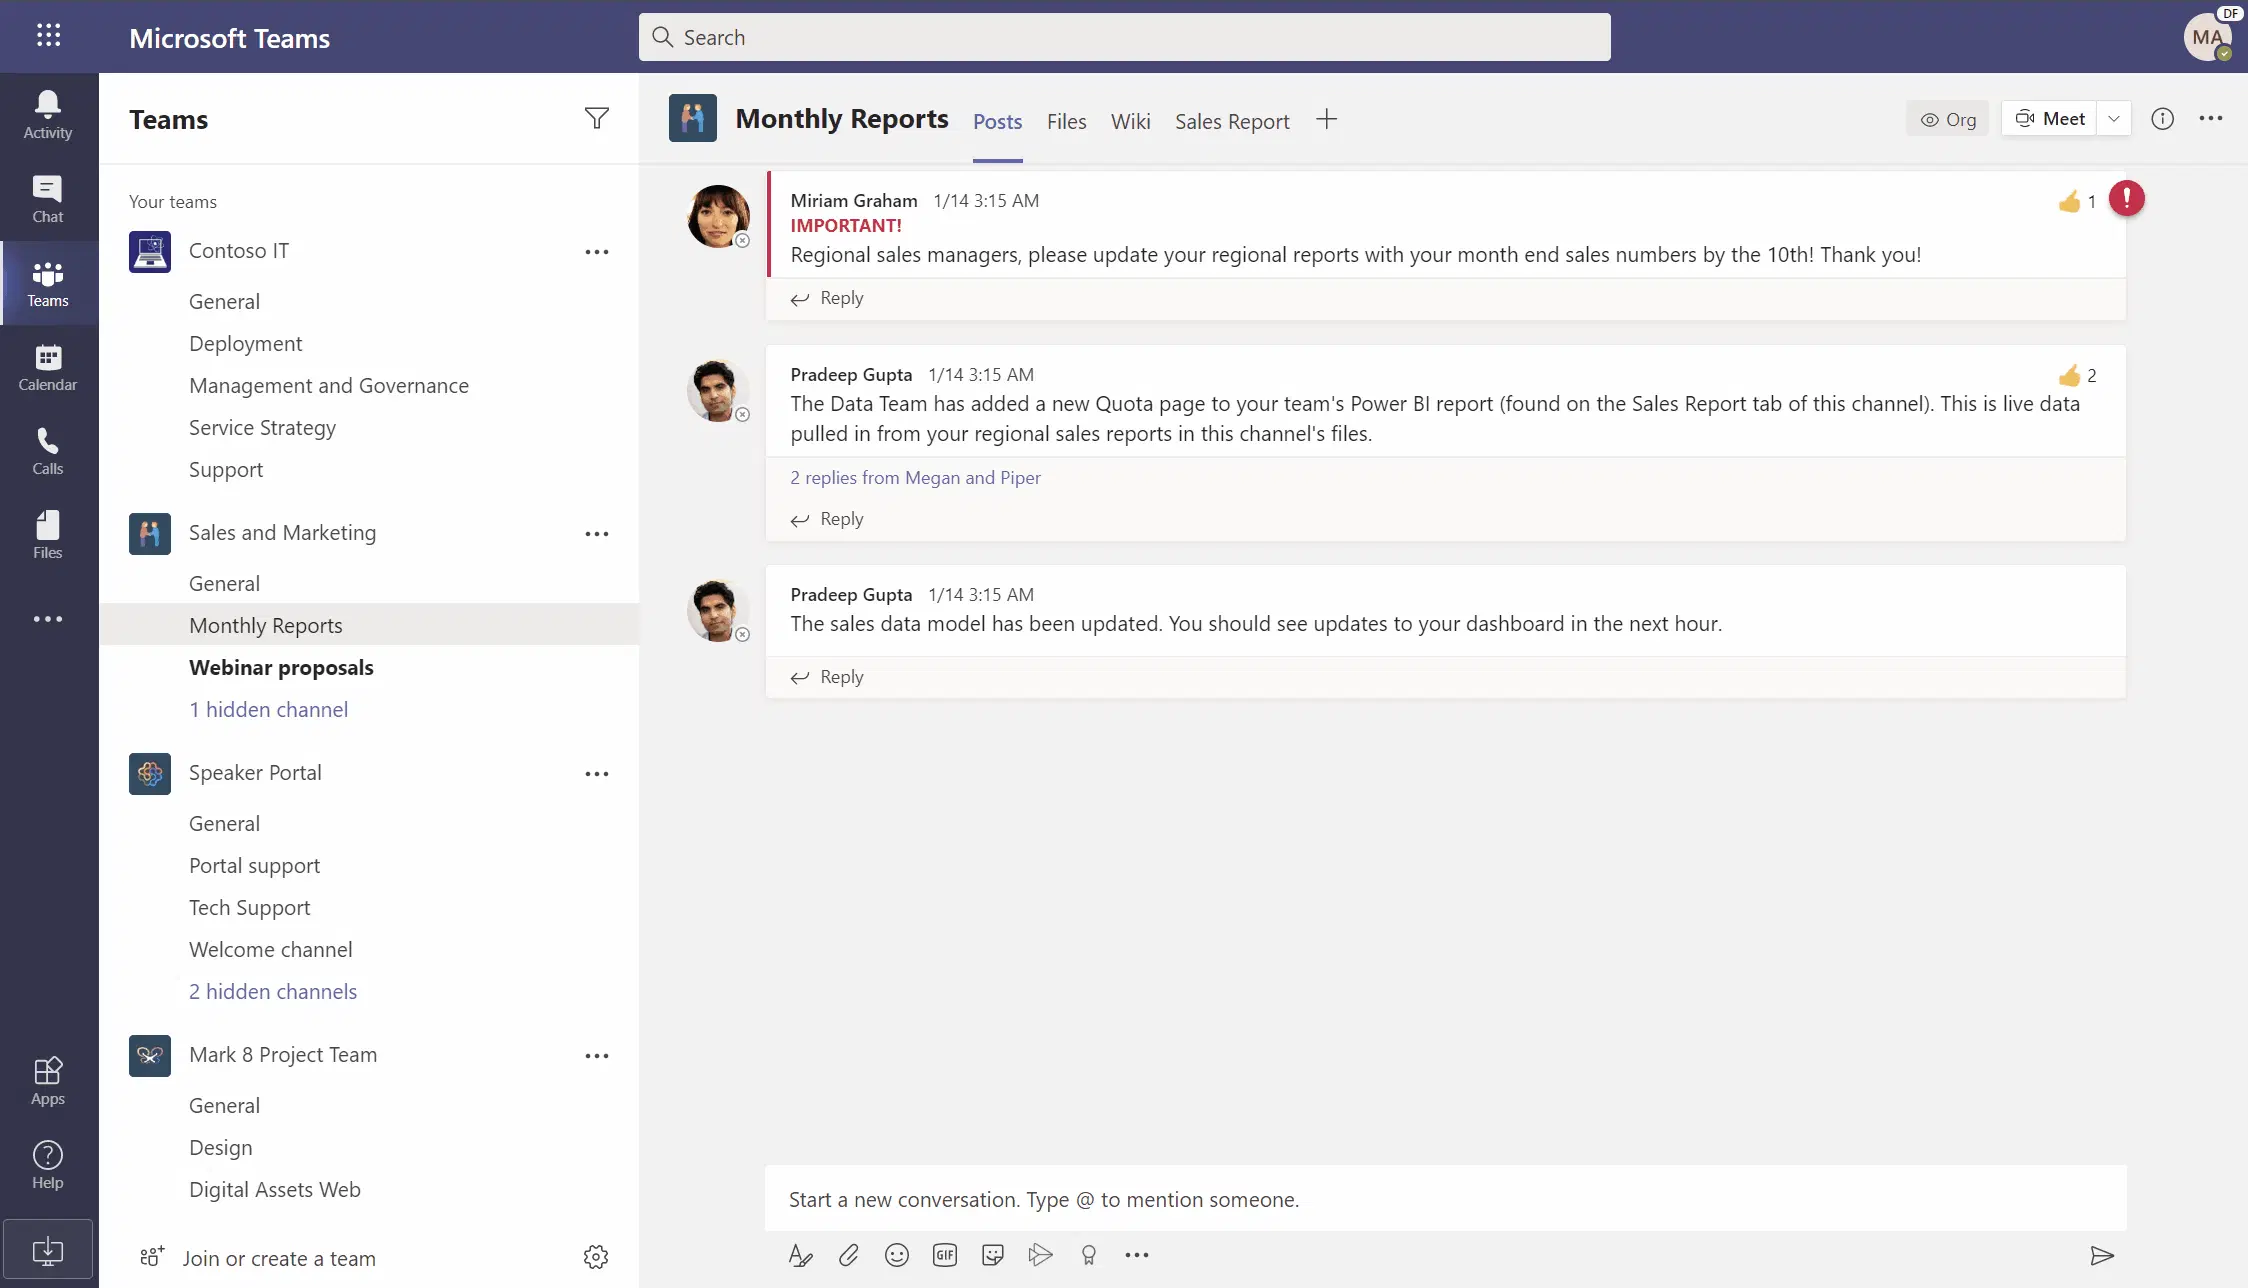 Microsoft Teams
Search
MA
DF
Activity
Chat
Teams
Calendar
Calls
Files
Apps
Help
Teams
Your teams
Contoso IT
General
Deployment
Management and Governance
Service Strategy
Support
Sales and Marketing
General
Monthly Reports
Webinar proposals
1 hidden channel
Speaker Portal
General
Portal support
Tech Support
Welcome channel
2 hidden channels
Mark 8 Project Team
General
Design
Digital Assets Web
Join or create a team
Monthly Reports
Posts
Files
Wiki
Sales Report
Org
Meet
Miriam Graham 1/14 3:15 AM
1
IMPORTANT!
Regional sales managers, please update your regional reports with your month end sales numbers by the 10th! Thank you!
Reply
Pradeep Gupta 1/14 3:15 AM
2
The Data Team has added a new Quota page to your team's Power BI report (found on the Sales Report tab of this channel). This is live data
pulled in from your regional sales reports in this channel's files.
2 replies from Megan and Piper
Reply
Pradeep Gupta 1/14 3:15 AM
The sales data model has been updated. You should see updates to your dashboard in the next hour.
Reply
Start a new conversation. Type @ to mention someone.
GIF